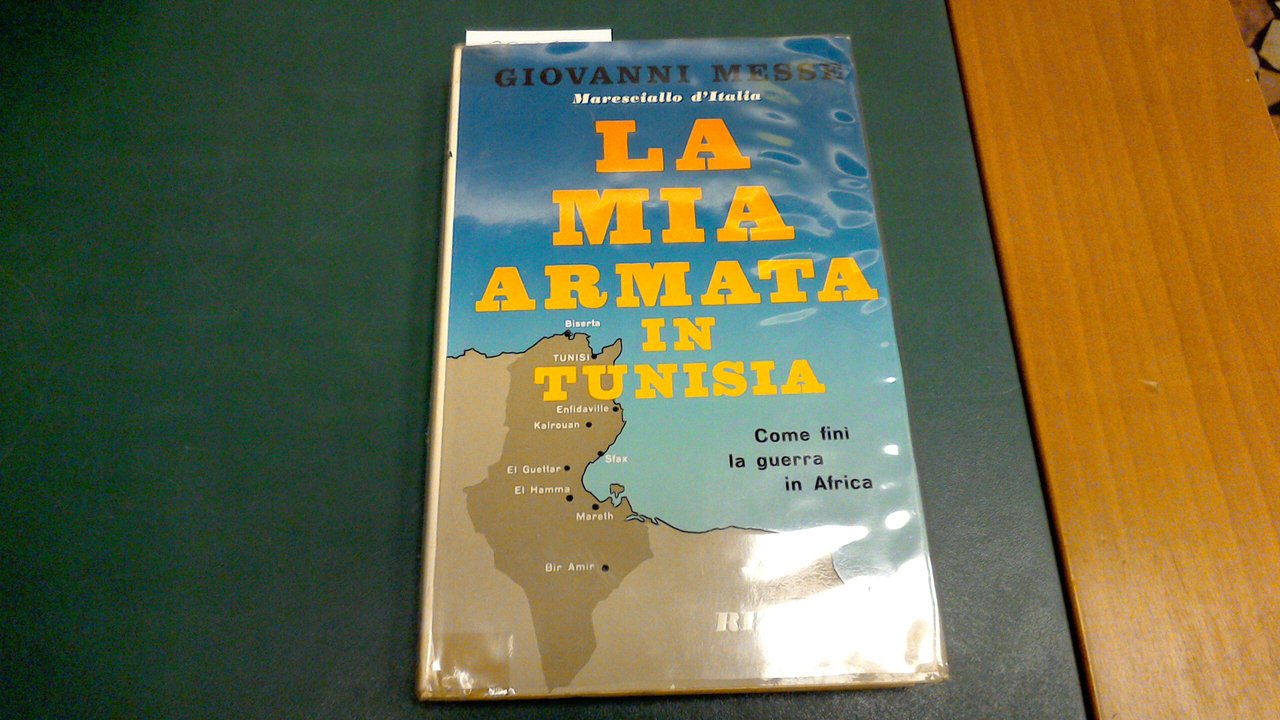 GIOVANNI MESSE
Maresciallo d'Italia
LA
MIA
ARMATA
IN
TUNISIA
Biserta
TUNISI
Enfidaville
Kairouan
Sfax
El Guettar
El Hamma
Mareth
Bir Amir
Come finì
la guerra
in Africa